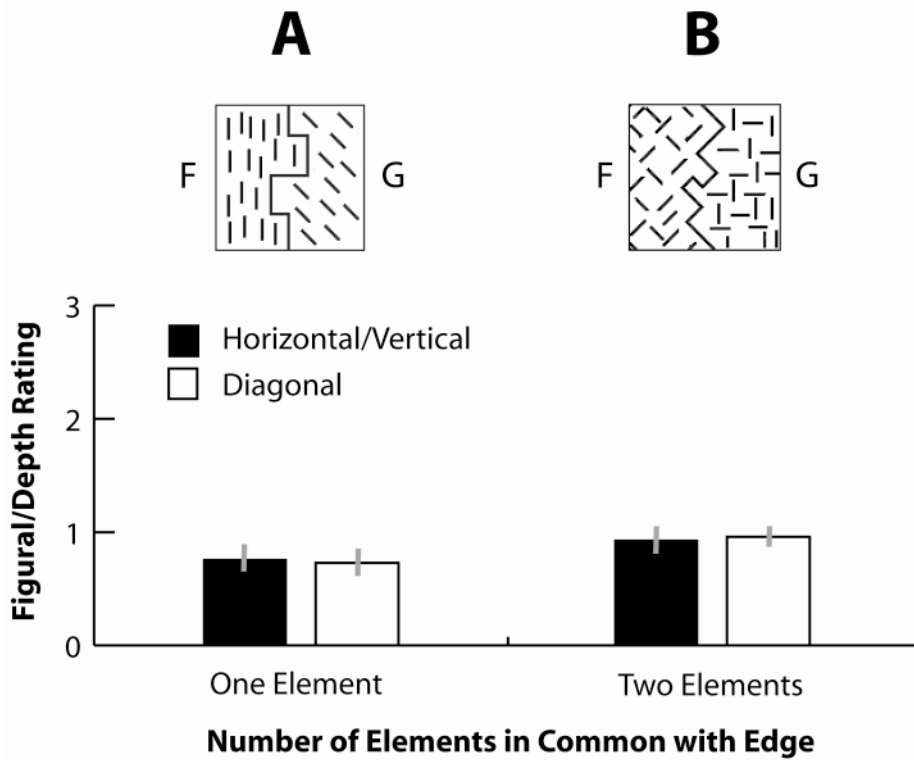 A
B
F
G
F
G
3
Horizontal/Vertical
Diagonal
2
1
0
Figural/Depth Rating
One Element
Two Elements
Number of Elements in Common with Edge